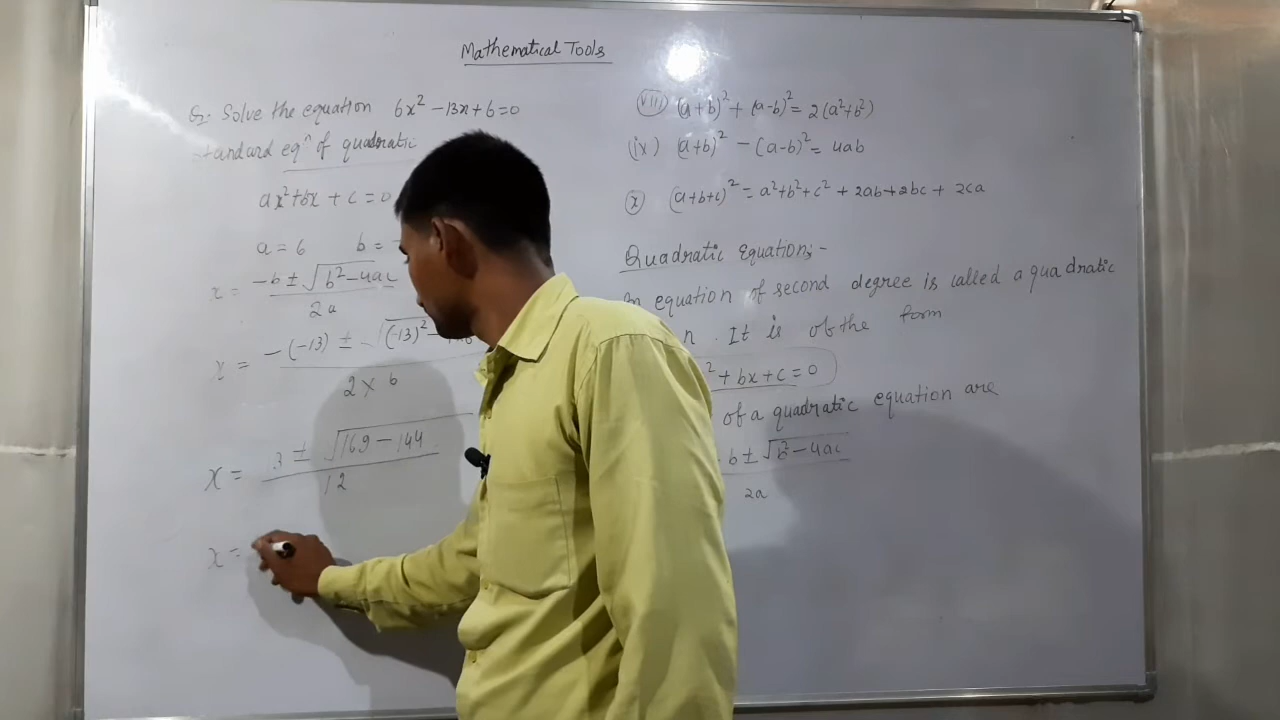 Mathematical Tools
Q:- Solve the equation 6x² - 13x + 6 = 0
tandard eqⁿ of quadratic
ax² + bx + c = 0
a = 6 b = -
x = -b ± √b² - 4ac
2a
x = -(-13) ± √(-13)² -
2 × 6
x = 3 ± √169 - 144
12
x =
(viii) (a+b)² + (a-b)² = 2(a²+b²)
(ix) (a+b)² - (a-b)² = 4ab
(x) (a+b+c)² = a²+b²+c² + 2ab+2bc + 2ca
Quadratic Equation:-
An equation of second degree is called a quadratic
n. It is of the form
² + bx + c = 0
of a quadratic equation are
b ± √b² - 4ac
2a